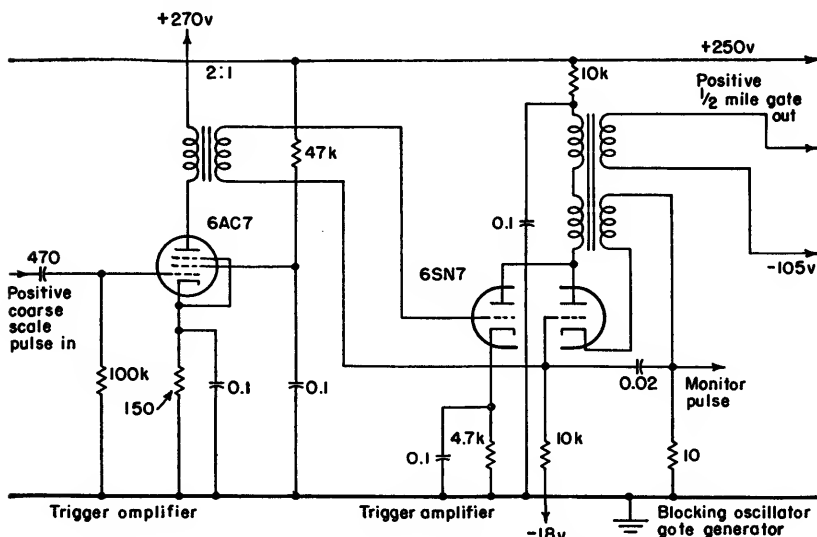 +270v
2:1
+250v
10k
Positive
1/2 mile gate
out
47k
6AC7
0.1
470
6SN7
-105v
Positive
coarse
scale
pulse in
100k
0.1
0.1
0.02
Monitor
pulse
150
4.7k
10k
10
0.1
Trigger omplifier
Trigger amplifier
-18v
Blocking oscillator
gote generator